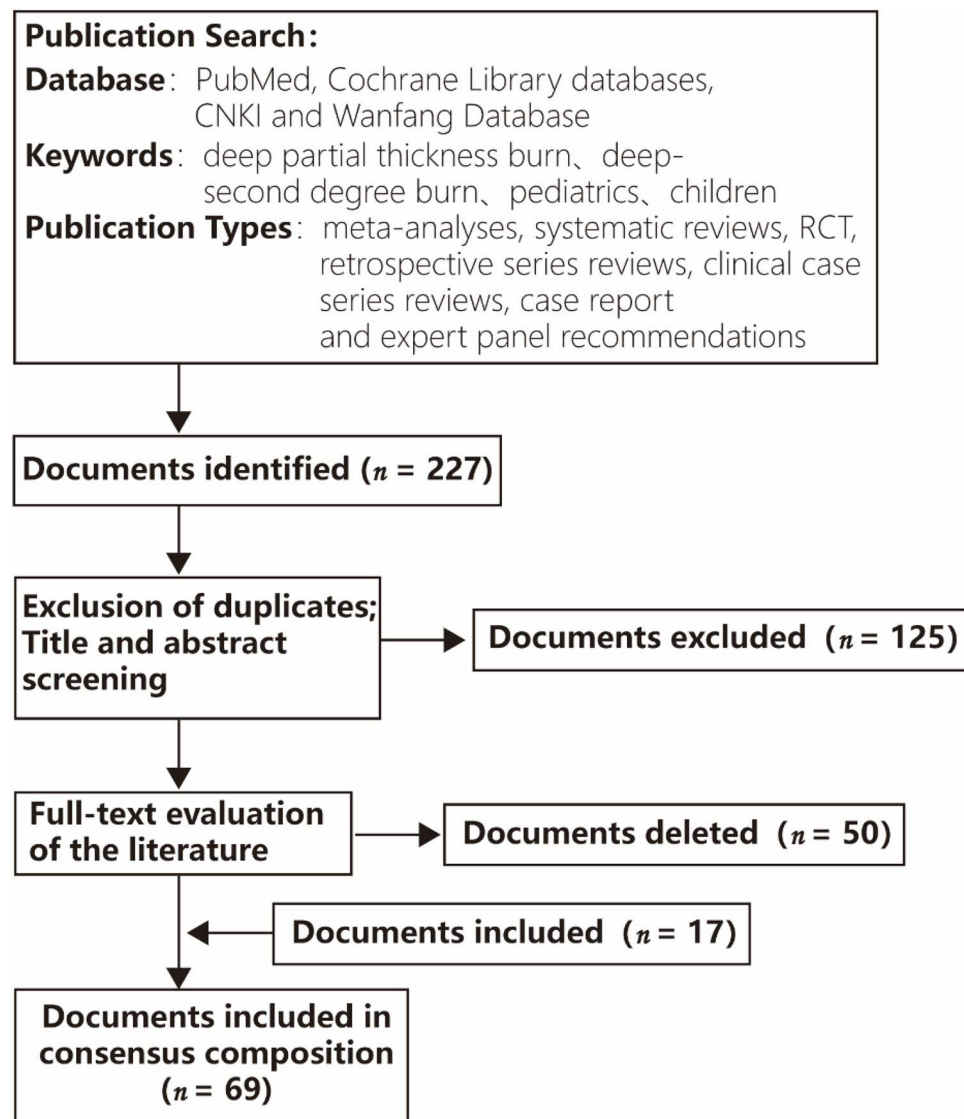 Publication Search:
Database: PubMed, Cochrane Library databases,
CNKI and Wanfang Database
Keywords: deep partial thickness burn、deep-
second degree burn、pediatrics、children
Publication Types: meta-analyses, systematic reviews, RCT,
retrospective series reviews, clinical case
series reviews, case report
and expert panel recommendations
Documents identified (n = 227)
Exclusion of duplicates;
Title and abstract
screening
Documents excluded (n = 125)
Full-text evaluation
of the literature
Documents deleted (n = 50)
Documents included (n = 17)
Documents included in
consensus composition
(n = 69)